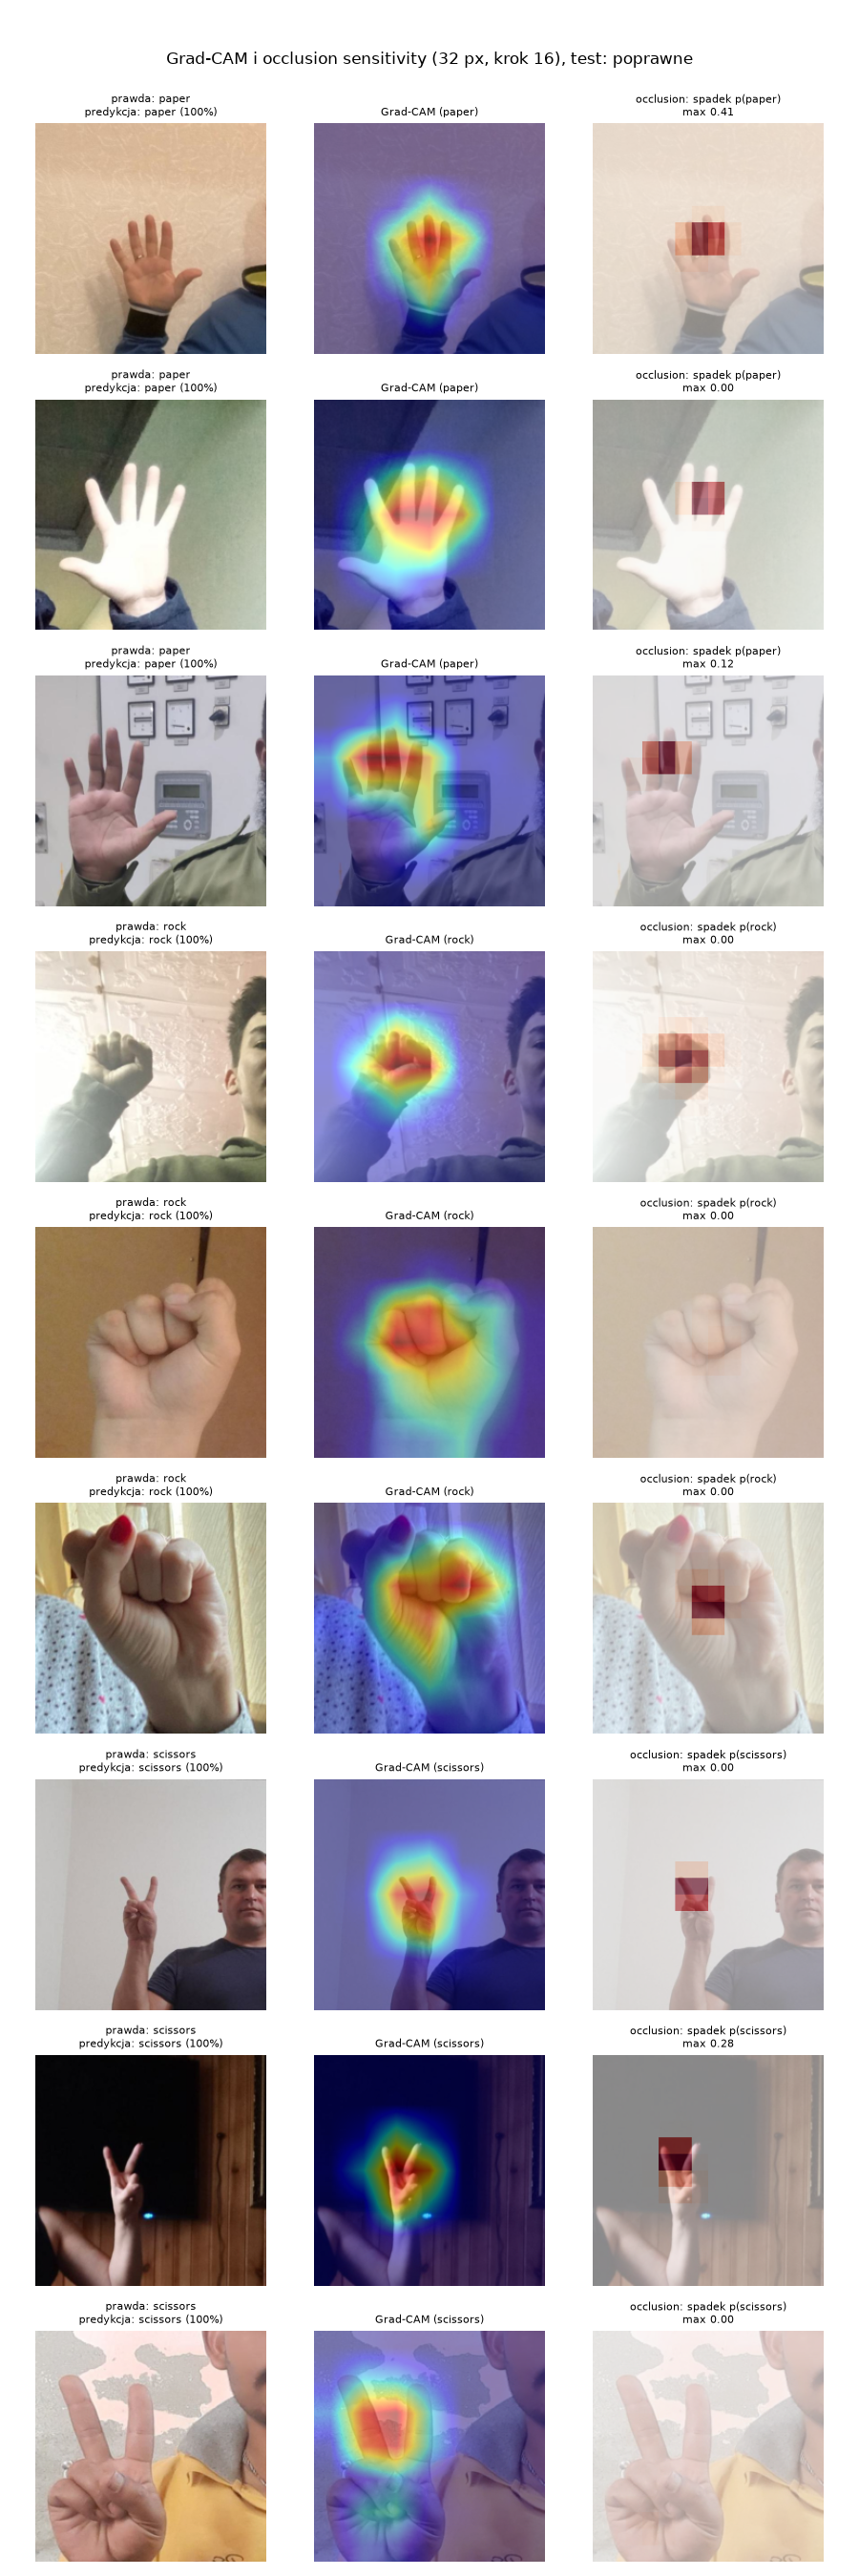 Grad-CAM i occlusion sensitivity (32 px, krok 16), test: poprawne
prawda: paper
predykcja: paper (100%)
Grad-CAM (paper)
occlusion: spadek p(paper)
max 0.41
prawda: paper
predykcja: paper (100%)
Grad-CAM (paper)
occlusion: spadek p(paper)
max 0.00
prawda: paper
predykcja: paper (100%)
Grad-CAM (paper)
occlusion: spadek p(paper)
max 0.12
prawda: rock
predykcja: rock (100%)
Grad-CAM (rock)
occlusion: spadek p(rock)
max 0.00
prawda: rock
predykcja: rock (100%)
Grad-CAM (rock)
occlusion: spadek p(rock)
max 0.00
prawda: rock
predykcja: rock (100%)
Grad-CAM (rock)
occlusion: spadek p(rock)
max 0.00
prawda: scissors
predykcja: scissors (100%)
Grad-CAM (scissors)
occlusion: spadek p(scissors)
max 0.00
prawda: scissors
predykcja: scissors (100%)
Grad-CAM (scissors)
occlusion: spadek p(scissors)
max 0.28
prawda: scissors
predykcja: scissors (100%)
Grad-CAM (scissors)
occlusion: spadek p(scissors)
max 0.00